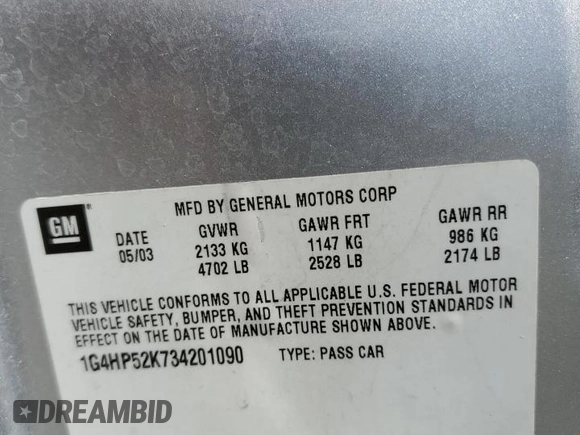 MFD BY GENERAL MOTORS CORP
GM®
DATE GVWR GAWR FRT GAWR RR
05/03 2133 KG 1147 KG 986 KG
4702 LB 2528 LB 2174 LB
THIS VEHICLE CONFORMS TO ALL APPLICABLE U.S. FEDERAL MOTOR
VEHICLE SAFETY, BUMPER, AND THEFT PREVENTION STANDARDS IN
EFFECT ON THE DATE OF MANUFACTURE SHOWN ABOVE.
1G4HP52K734201090 TYPE: PASS CAR
DREAMBID